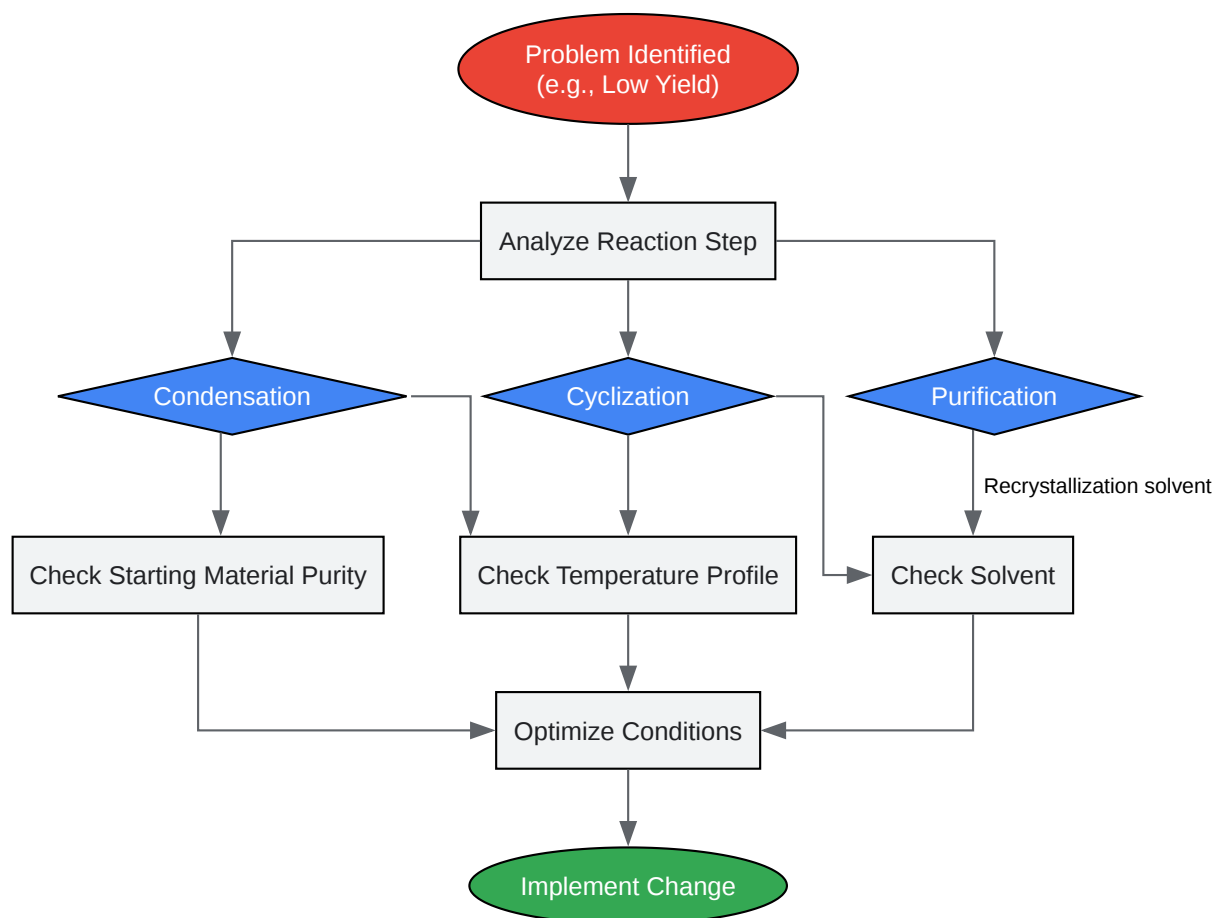 Problem Identified
(e.g., Low Yield)
Analyze Reaction Step
Condensation
Cyclization
Purification
Recrystallization solvent
Check Starting Material Purity
Check Temperature Profile
Check Solvent
Optimize Conditions
Implement Change